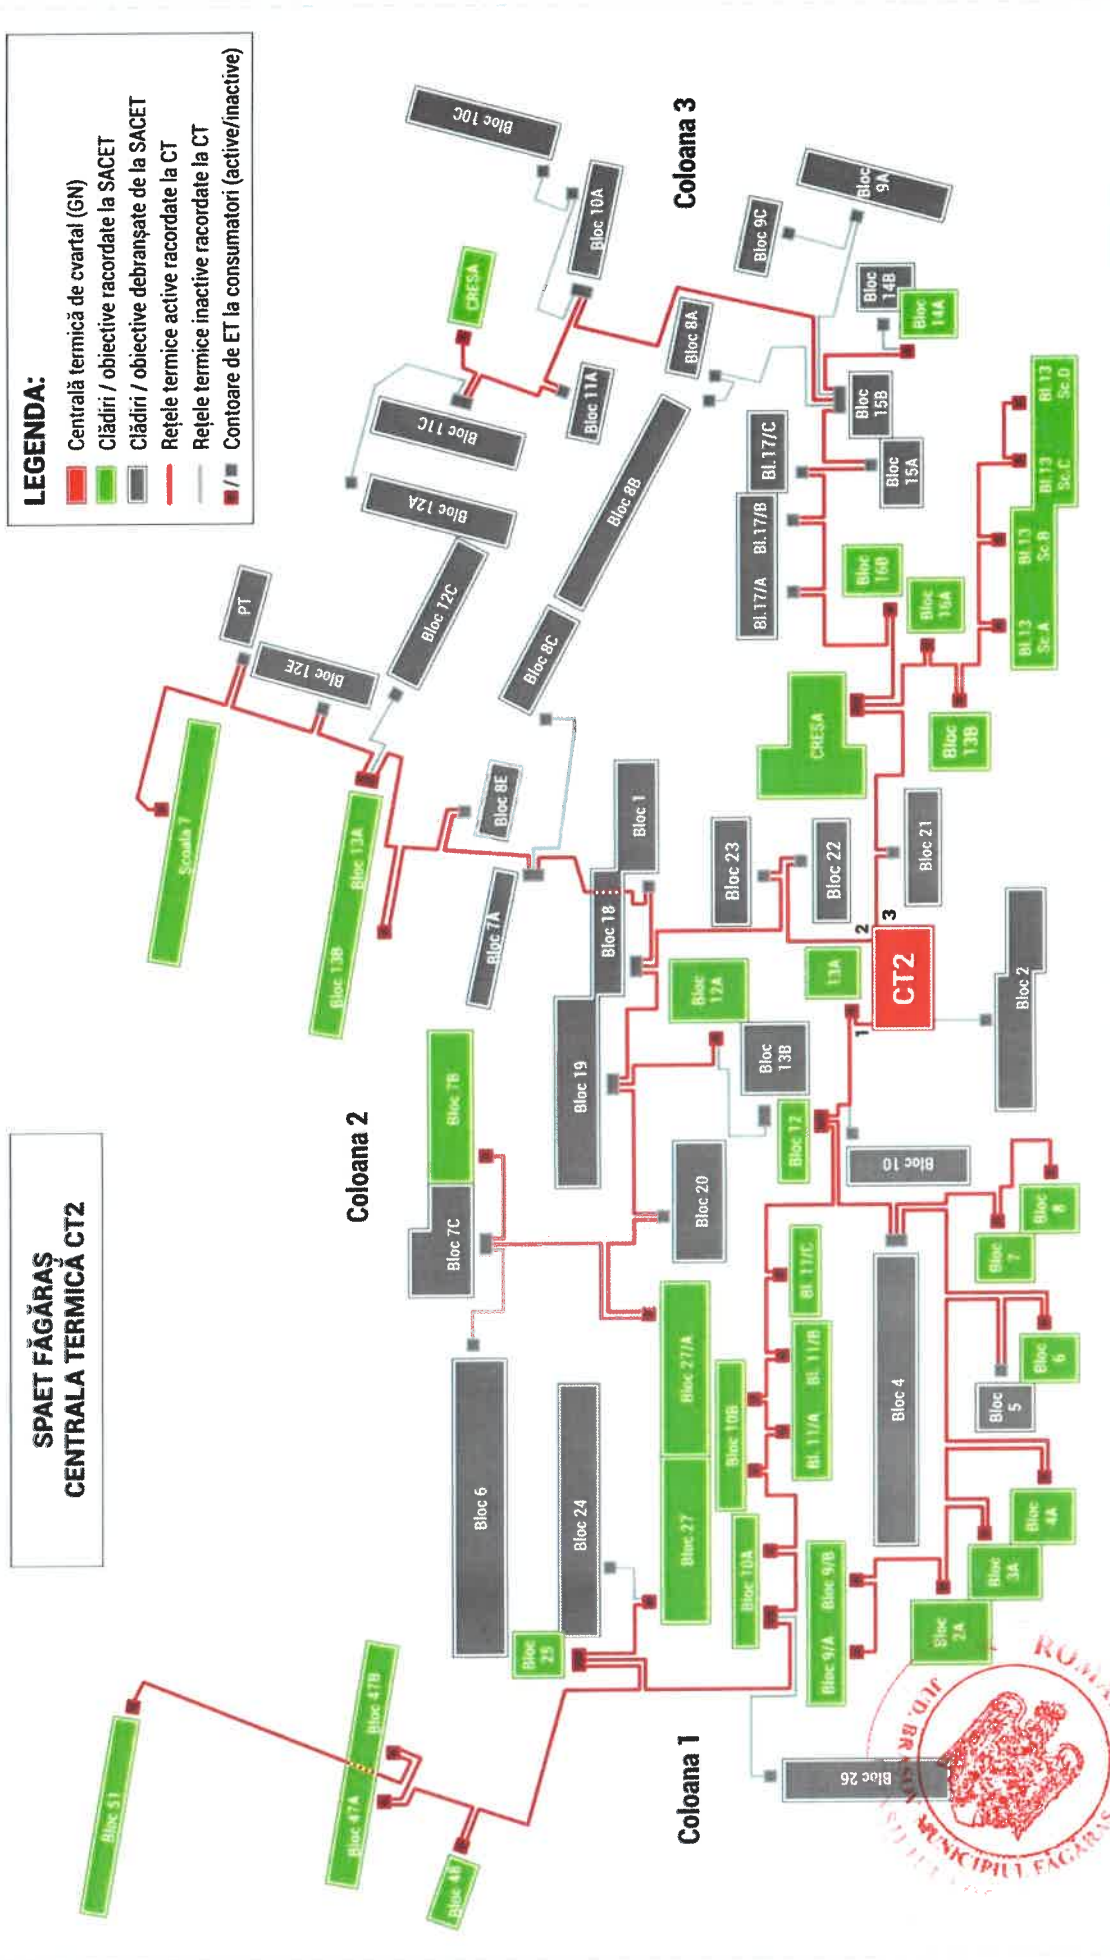 SPAET FĂGĂRAȘ
CENTRALA TERMICĂ CT2
LEGENDA:
Centrală termică de cvartal (GN)
Clădiri / obiective racordate la SACET
Clădiri / obiective debranșate de la SACET
Rețele termice active racordate la CT
Rețele termice inactive racordate la CT
Contoare de ET la consumatori (active/inactive)
Bloc 51
Bloc 47A
Bloc 47B
Bloc 48
Școala 7
PT
Bloc 12E
Bloc 13B
Bloc 13A
Bloc 12C
Bloc 12A
Bloc 11C
CRESA
Bloc 10C
Bloc 10A
Bloc 11A
Coloana 3
Coloana 2
Bloc 7C
Bloc 7B
Bloc 7A
Bloc 8E
Bloc 8C
Bloc 8B
Bloc 8A
Bloc 9C
Bloc
9A
Bloc
14B
Bloc
14A
Bloc 6
Bloc 24
Bloc
25
Bloc 19
Bloc 18
Bloc 1
Bloc 27
Bloc 27/A
Bloc 20
Bloc
12A
Bloc
13B
Bloc 23
Bloc 22
Bloc 21
Bl.17/A
Bl.17/B
Bl.17/C
Bloc
15B
Bloc
15A
Coloana 1
Bloc 10A
Bloc 10B
Bl. 11/A
Bl. 11/B
Bl. 11/C
Bloc 12
13A
CRESA
Bloc
16B
Bloc
16A
Bloc
13B
Bloc 26
Bloc 9/A
Bloc 9/B
Bloc 4
Bloc 10
1
2
3
CT2
Bloc 2
Bloc
2A
Bloc
3A
Bloc
4A
Bloc
5
Bloc
6
Bloc
7
Bloc
8
Bl.13
Sc.A
Bl.13
Sc.B
Bl.13
Sc.C
Bl.13
Sc.D
JUD. BRAȘOV
MUNICIPIUL FĂGĂRAȘ